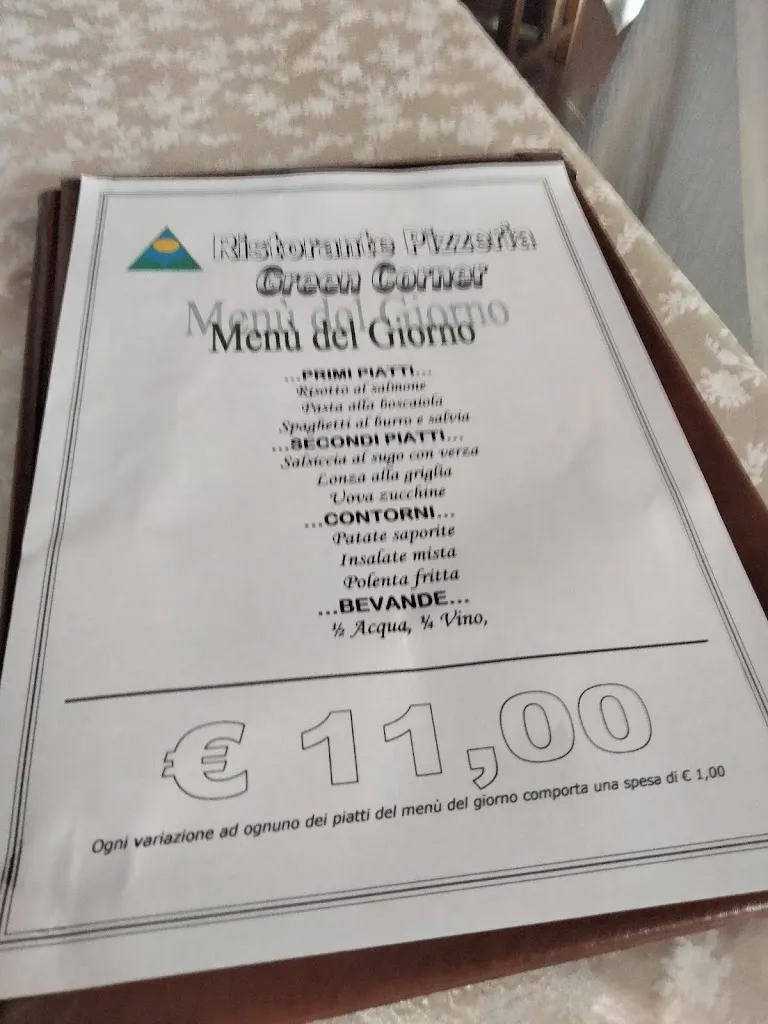 Ristorante Pizzeria
Green Corner
Menù del Giorno
...PRIMI PIATTI...
Risotto al salmone
Pasta alla boscaiola
Spaghetti al burro e salvia
...SECONDI PIATTI...
Salsiccia al sugo con verza
Lonza alla griglia
Uova zucchine
...CONTORNI...
Patate saporite
Insalate mista
Polenta fritta
...BEVANDE...
½ Acqua, ¼ Vino,
€ 11,00
Ogni variazione ad ognuno dei piatti del menù del giorno comporta una spesa di € 1,00